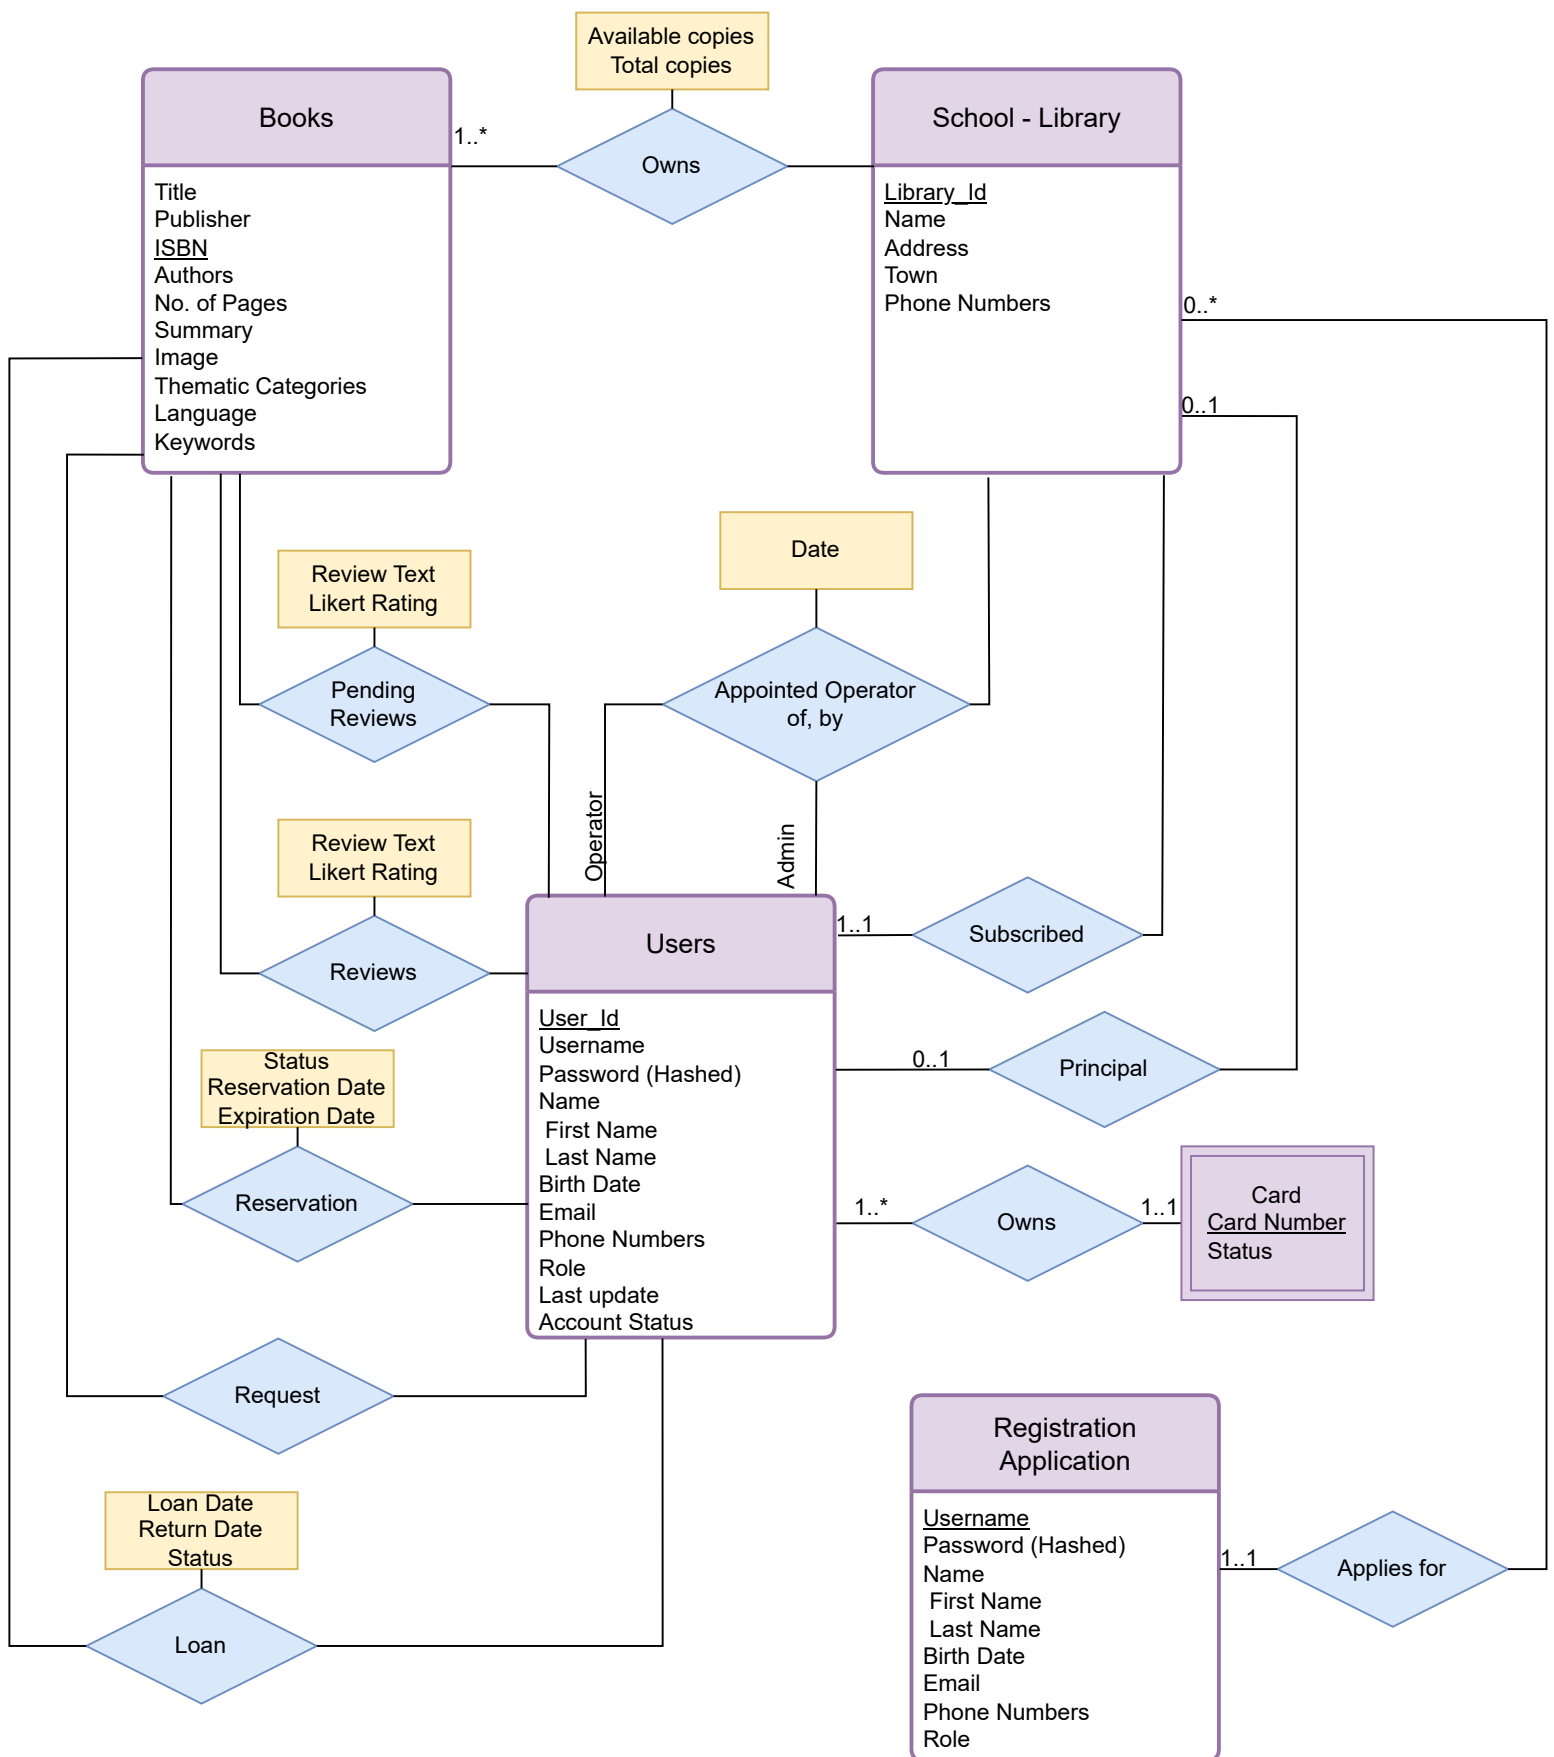 Available copies
Total copies
Books
1..*
Owns
School - Library
Title
Publisher
ISBN
Authors
No. of Pages
Summary
Image
Thematic Categories
Language
Keywords
Library_Id
Name
Address
Town
Phone Numbers
0..*
0..1
Date
Review Text
Likert Rating
Pending
Reviews
Appointed Operator
of, by
Operator
Admin
Review Text
Likert Rating
Reviews
Users
1..1
Subscribed
User_Id
Username
Password (Hashed)
Name
First Name
Last Name
Birth Date
Email
Phone Numbers
Role
Last update
Account Status
0..1
Principal
Status
Reservation Date
Expiration Date
Reservation
1..*
Owns
1..1
Card
Card Number
Status
Request
Loan Date
Return Date
Status
Loan
Registration
Application
Username
Password (Hashed)
Name
First Name
Last Name
Birth Date
Email
Phone Numbers
Role
1..1
Applies for